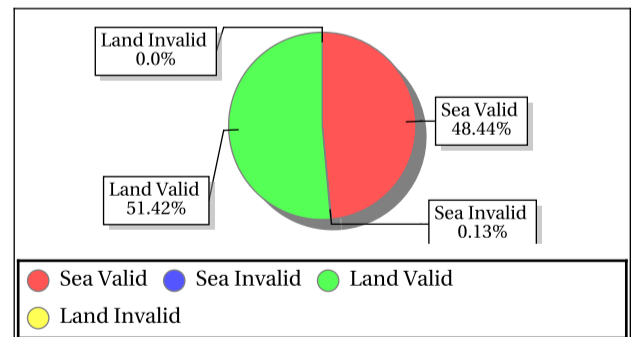 Land Invalid
0.0%
Sea Valid
48.44%
Land Valid
51.42%
Sea Invalid
0.13%
Sea Valid Sea Invalid Land Valid
Land Invalid